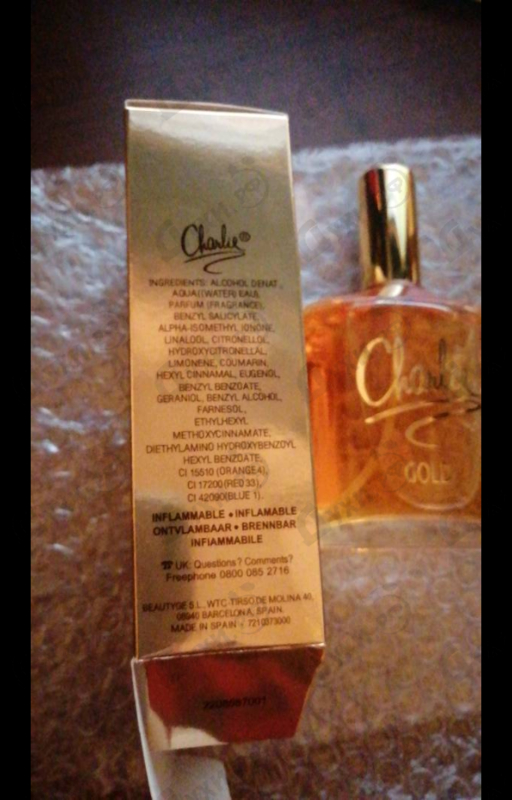 Charlie®
INGREDIENTS: ALCOHOL DENAT.,
AQUA((WATER) EAU),
PARFUM (FRAGRANCE),
BENZYL SALICYLATE,
ALPHA-ISOMETHYL IONONE,
LINALOOL, CITRONELLOL,
HYDROXYCITRONELLAL,
LIMONENE, COUMARIN,
HEXYL CINNAMAL, EUGENOL,
BENZYL BENZOATE,
GERANIOL, BENZYL ALCOHOL,
FARNESOL,
ETHYLHEXYL
METHOXYCINNAMATE,
DIETHYLAMINO HYDROXYBENZOYL
HEXYL BENZOATE,
CI 15510 (ORANGE 4),
CI 17200 (RED 33),
CI 42090(BLUE 1).
INFLAMMABLE • INFLAMABLE
ONTVLAMBAAR • BRENNBAR
INFIAMMABILE
☎ UK: Questions? Comments?
Freephone 0800 085 2716
BEAUTYGE S.L., WTC-TIRSO DE MOLINA 40,
08940 BARCELONA, SPAIN.
MADE IN SPAIN - 7210373000
Charlie
GOLD